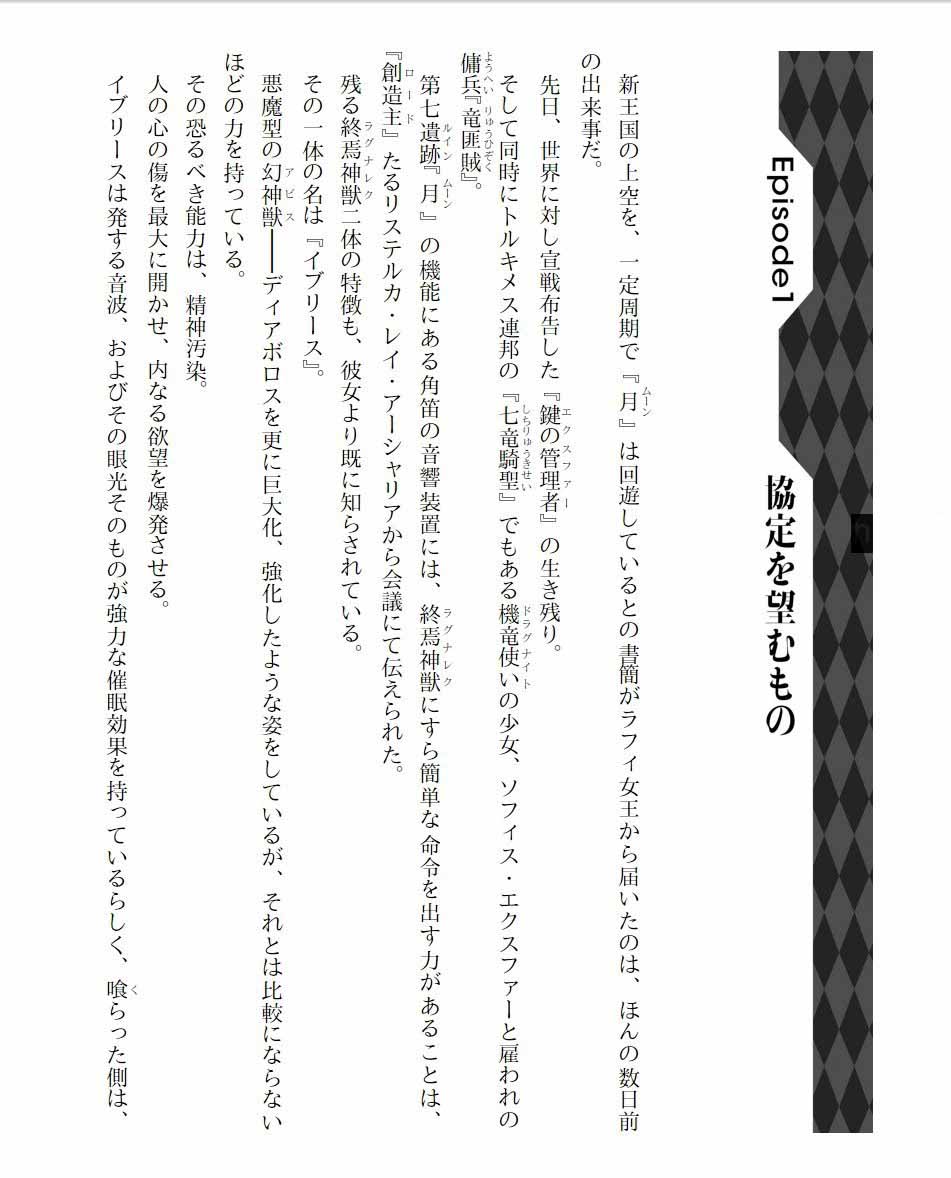 Episode1
協定を望むもの
新王国の上空を、一定周期で『月』は回遊しているとの書簡がラフィ女王から届いたのは、ほんの数日前
の出来事だ。
先日、世界に対し宣戦布告した『鍵の管理者』の生き残り。
そして同時にトルキメス連邦の『七竜騎聖』でもある機竜使いの少女、ソフィス・エクスファーと雇われの
傭兵『竜匪賊』。
第七遺跡『月』の機能にある角笛の音響装置には、終焉神獣にすら簡単な命令を出す力があることは、
『創造主』たるリステルカ・レイ・アーシャリアから会議にて伝えられた。
残る終焉神獣二体の特徴も、彼女より既に知らされている。
その一体の名は『イブリース』。
悪魔型の幻神獣――ディアボロスを更に巨大化、強化したような姿をしているが、それとは比較にならない
ほどの力を持っている。
その恐るべき能力は、精神汚染。
人の心の傷を最大に開かせ、内なる欲望を爆発させる。
イブリースは発する音波、およびその眼光そのものが強力な催眠効果を持っているらしく、喰らった側は、